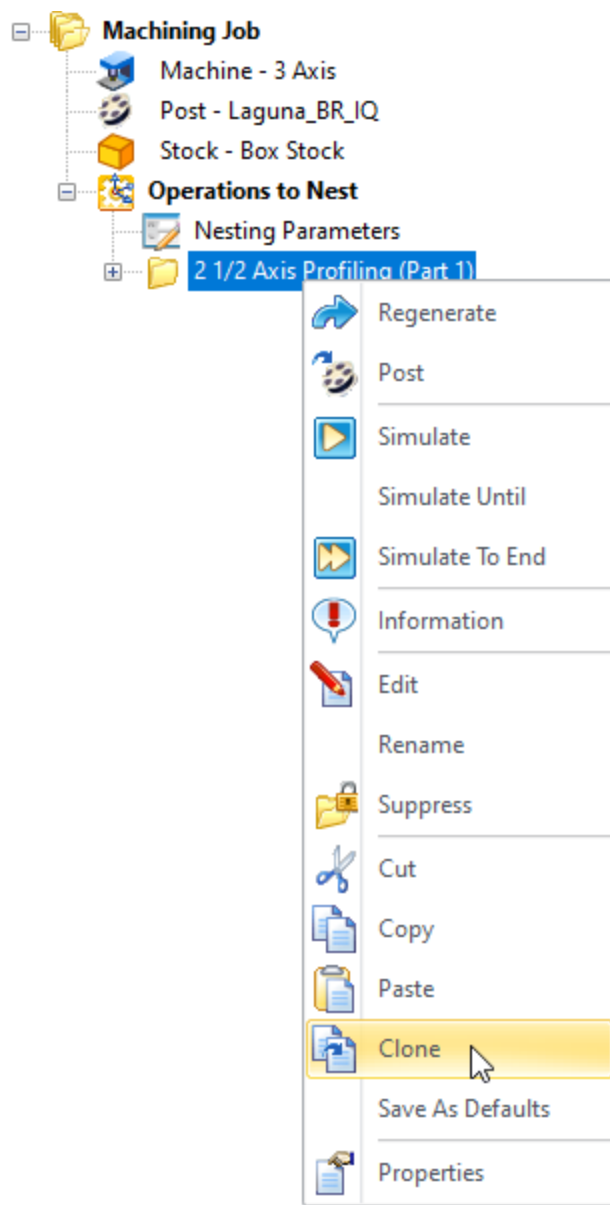 Machining Job
Machine - 3 Axis
Post - Laguna_BR_IQ
Stock - Box Stock
Operations to Nest
Nesting Parameters
2 1/2 Axis Profiling (Part 1)
Regenerate
Post
Simulate
Simulate Until
Simulate To End
Information
Edit
Rename
Suppress
Cut
Copy
Paste
Clone
Save As Defaults
Properties